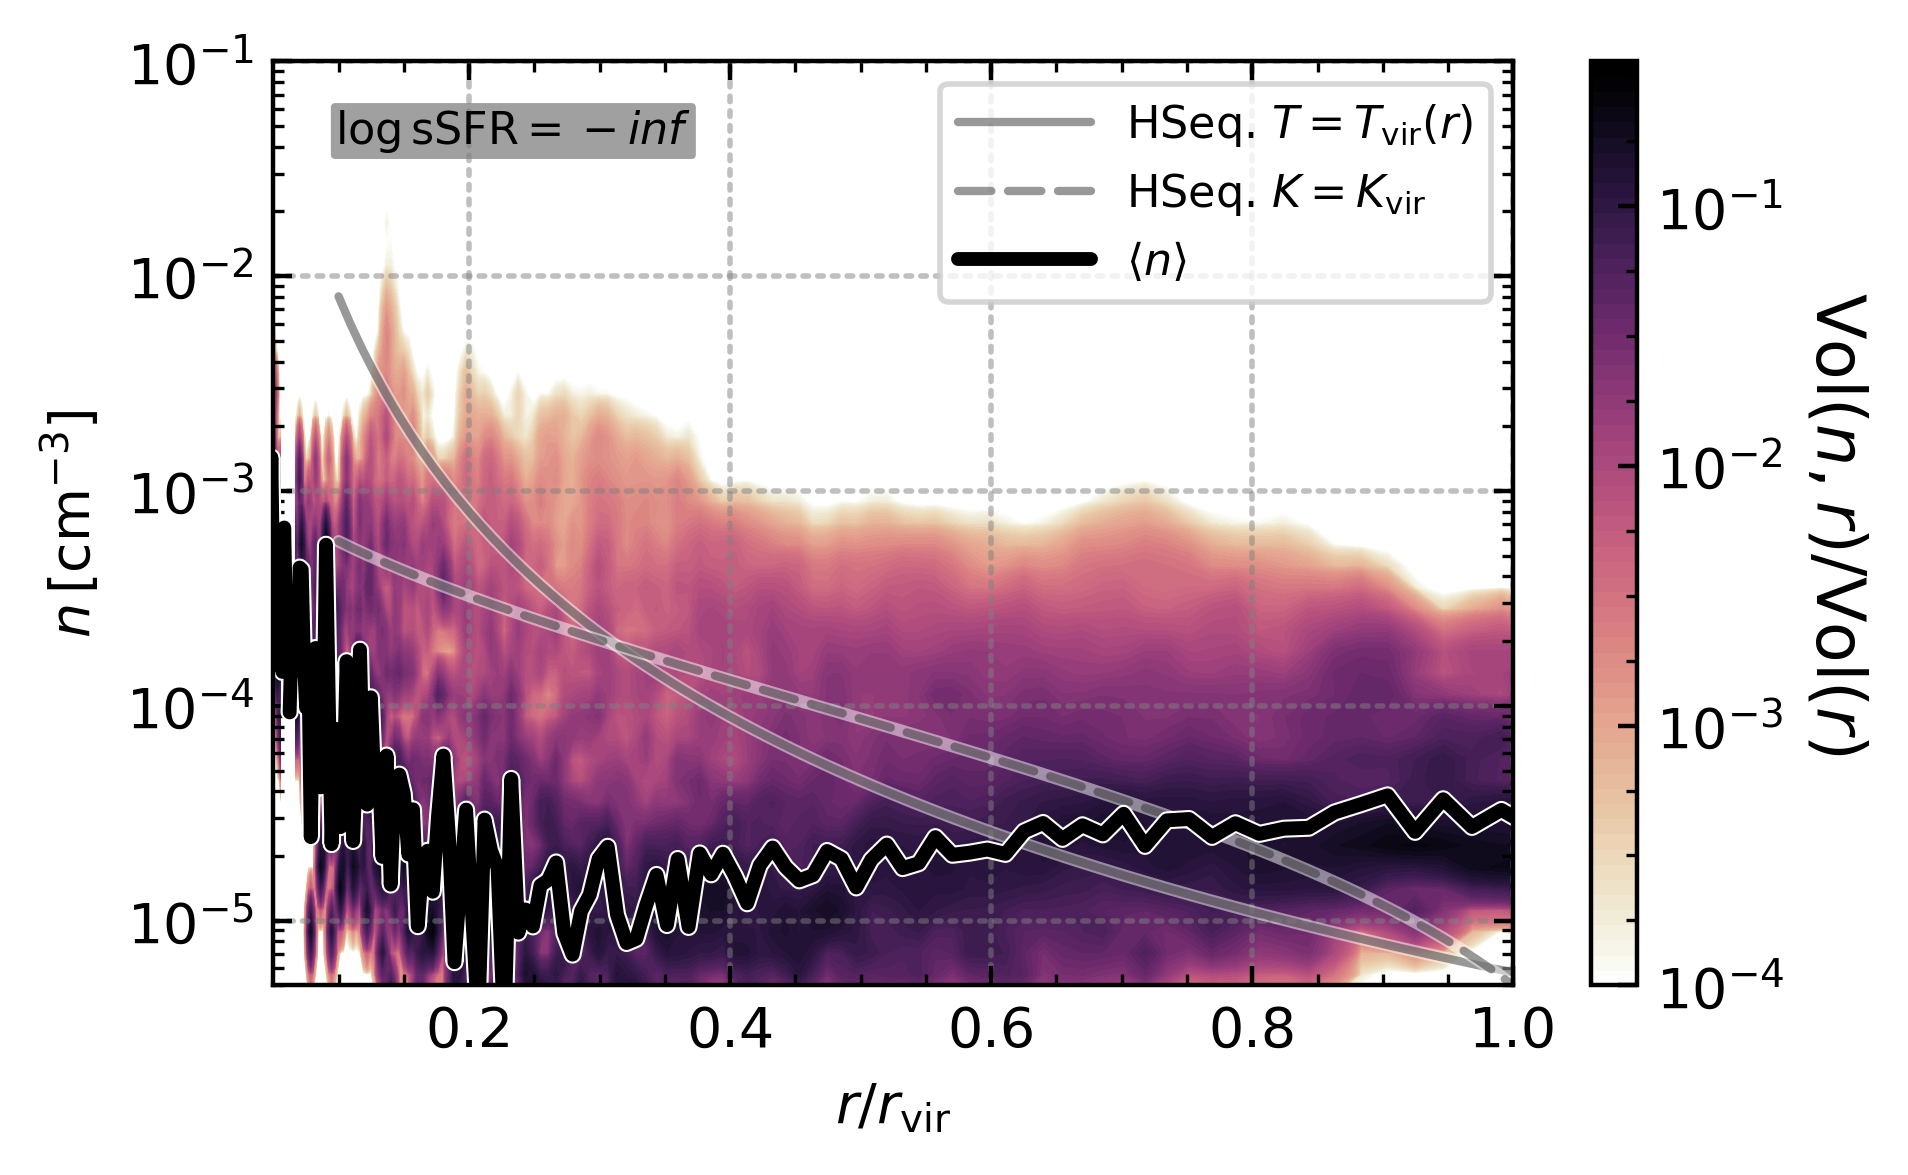 log sSFR = −inf
HSeq. T = T_vir(r)
HSeq. K = K_vir
⟨n⟩
10⁻¹
10⁻²
10⁻³
10⁻⁴
10⁻⁵
n [cm⁻³]
0.2 0.4 0.6 0.8 1.0
r/r_vir
10⁻¹
10⁻²
10⁻³
10⁻⁴
Vol(n, r)/Vol(r)